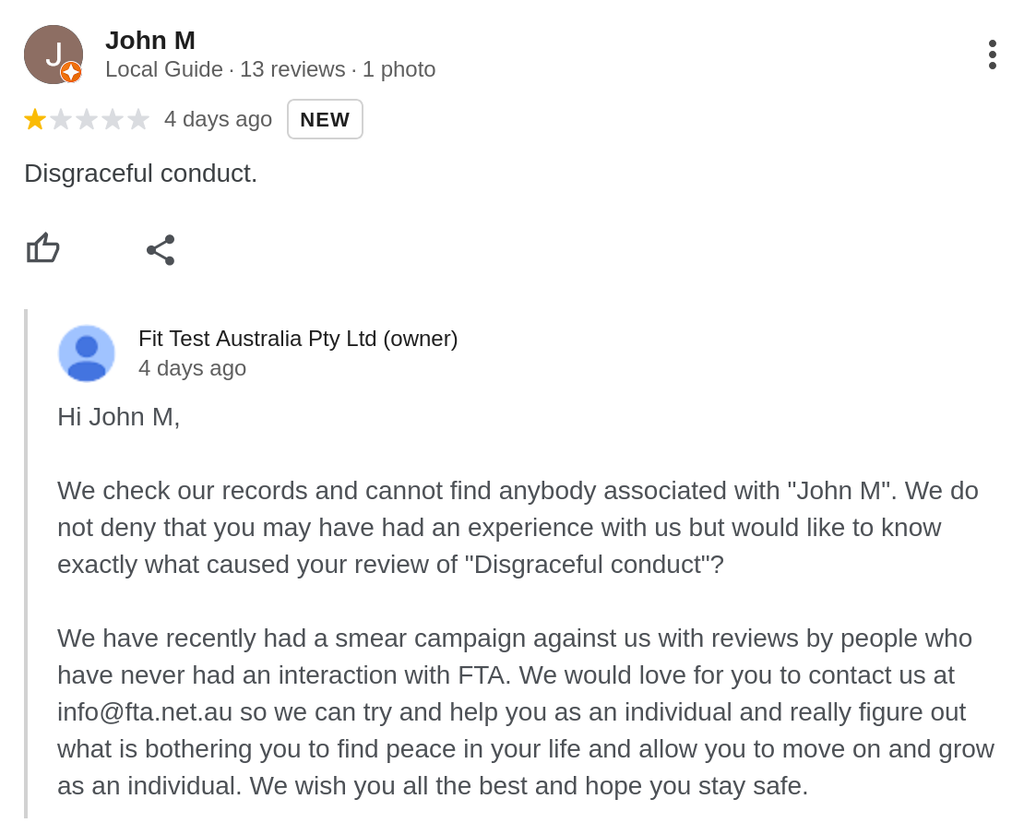 J
John M
Local Guide · 13 reviews · 1 photo
4 days ago NEW
Disgraceful conduct.
Fit Test Australia Pty Ltd (owner)
4 days ago
Hi John M,
We check our records and cannot find anybody associated with "John M". We do
not deny that you may have had an experience with us but would like to know
exactly what caused your review of "Disgraceful conduct"?
We have recently had a smear campaign against us with reviews by people who
have never had an interaction with FTA. We would love for you to contact us at
info@fta.net.au so we can try and help you as an individual and really figure out
what is bothering you to find peace in your life and allow you to move on and grow
as an individual. We wish you all the best and hope you stay safe.